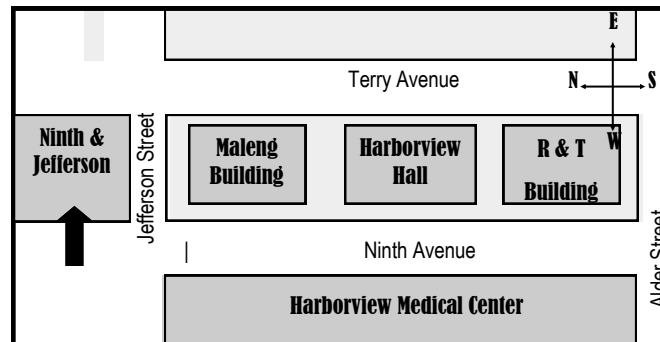 E
Terry Avenue
N
S
W
Ninth &
Jefferson
Jefferson Street
Maleng
Building
Harborview
Hall
R & T
Building
|
Ninth Avenue
Alder Street
Harborview Medical Center